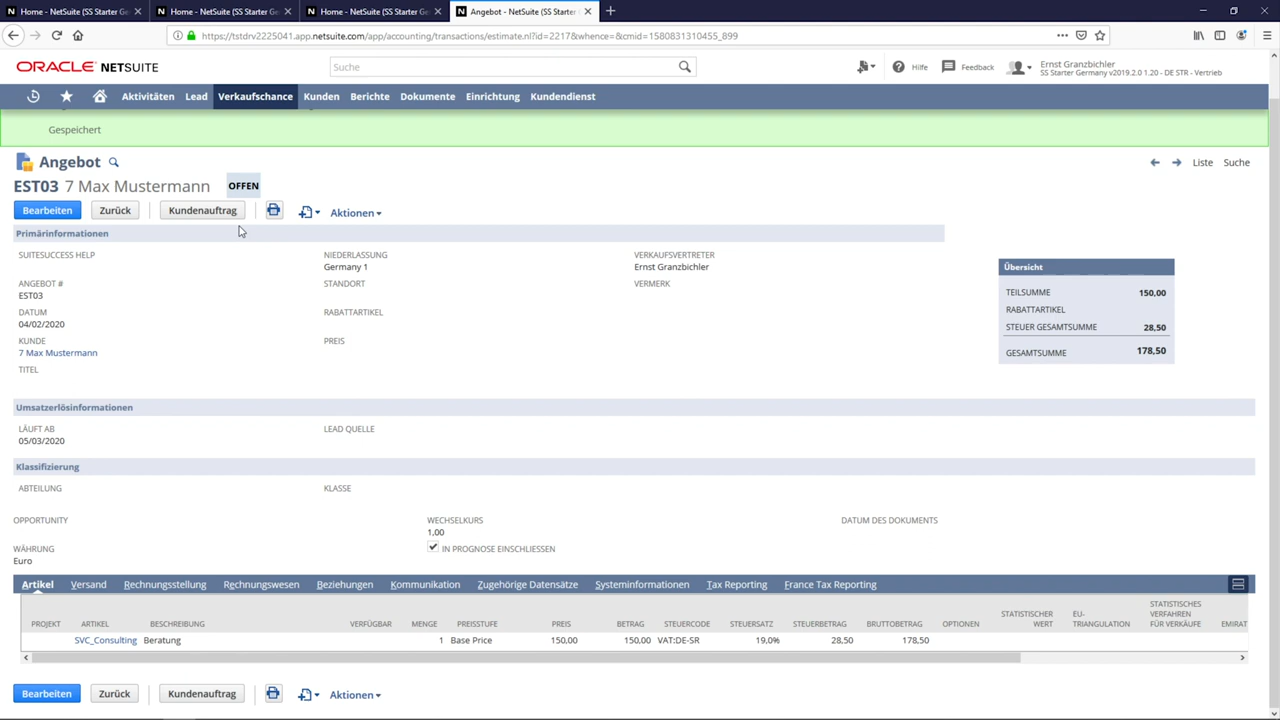 Home - NetSuite (SS Starter Ge
Home - NetSuite (SS Starter Ge
Home - NetSuite (SS Starter Ge
Angebot - NetSuite (SS Starter
https://tstdrv2225041.app.netsuite.com/app/accounting/transactions/estimate.nl?id=2217&whence=&cmid=1580831310455_899
ORACLE NETSUITE
Suche
Hilfe
Feedback
Ernst Granzbichler
SS Starter Germany v2019.2.0 1.20 - DE STR - Vertrieb
Aktivitäten Lead Verkaufschance Kunden Berichte Dokumente Einrichtung Kundendienst
Gespeichert
Angebot
Liste Suche
EST03 7 Max Mustermann OFFEN
Bearbeiten Zurück Kundenauftrag Aktionen
Primärinformationen
SUITESUCCESS HELP
ANGEBOT #
EST03
DATUM
04/02/2020
KUNDE
7 Max Mustermann
TITEL
NIEDERLASSUNG
Germany 1
STANDORT
RABATTARTIKEL
PREIS
VERKAUFSVERTRETER
Ernst Granzbichler
VERMERK
Übersicht
TEILSUMME 150,00
RABATTARTIKEL
STEUER GESAMTSUMME 28,50
GESAMTSUMME 178,50
Umsatzerlösinformationen
LÄUFT AB
05/03/2020
LEAD QUELLE
Klassifizierung
ABTEILUNG
KLASSE
OPPORTUNITY
WÄHRUNG
Euro
WECHSELKURS
1,00
IN PROGNOSE EINSCHLIESSEN
DATUM DES DOKUMENTS
Artikel Versand Rechnungsstellung Rechnungswesen Beziehungen Kommunikation Zugehörige Datensätze Systeminformationen Tax Reporting France Tax Reporting
PROJEKT ARTIKEL BESCHREIBUNG VERFÜGBAR MENGE PREISSTUFE PREIS BETRAG STEUERCODE STEUERSATZ STEUERBETRAG BRUTTOBETRAG OPTIONEN STATISTISCHER WERT EU-TRIANGULATION STATISTISCHES VERFAHREN FÜR VERKÄUFE EMIRAT
SVC_Consulting Beratung 1 Base Price 150,00 150,00 VAT:DE-SR 19,0% 28,50 178,50
Bearbeiten Zurück Kundenauftrag Aktionen